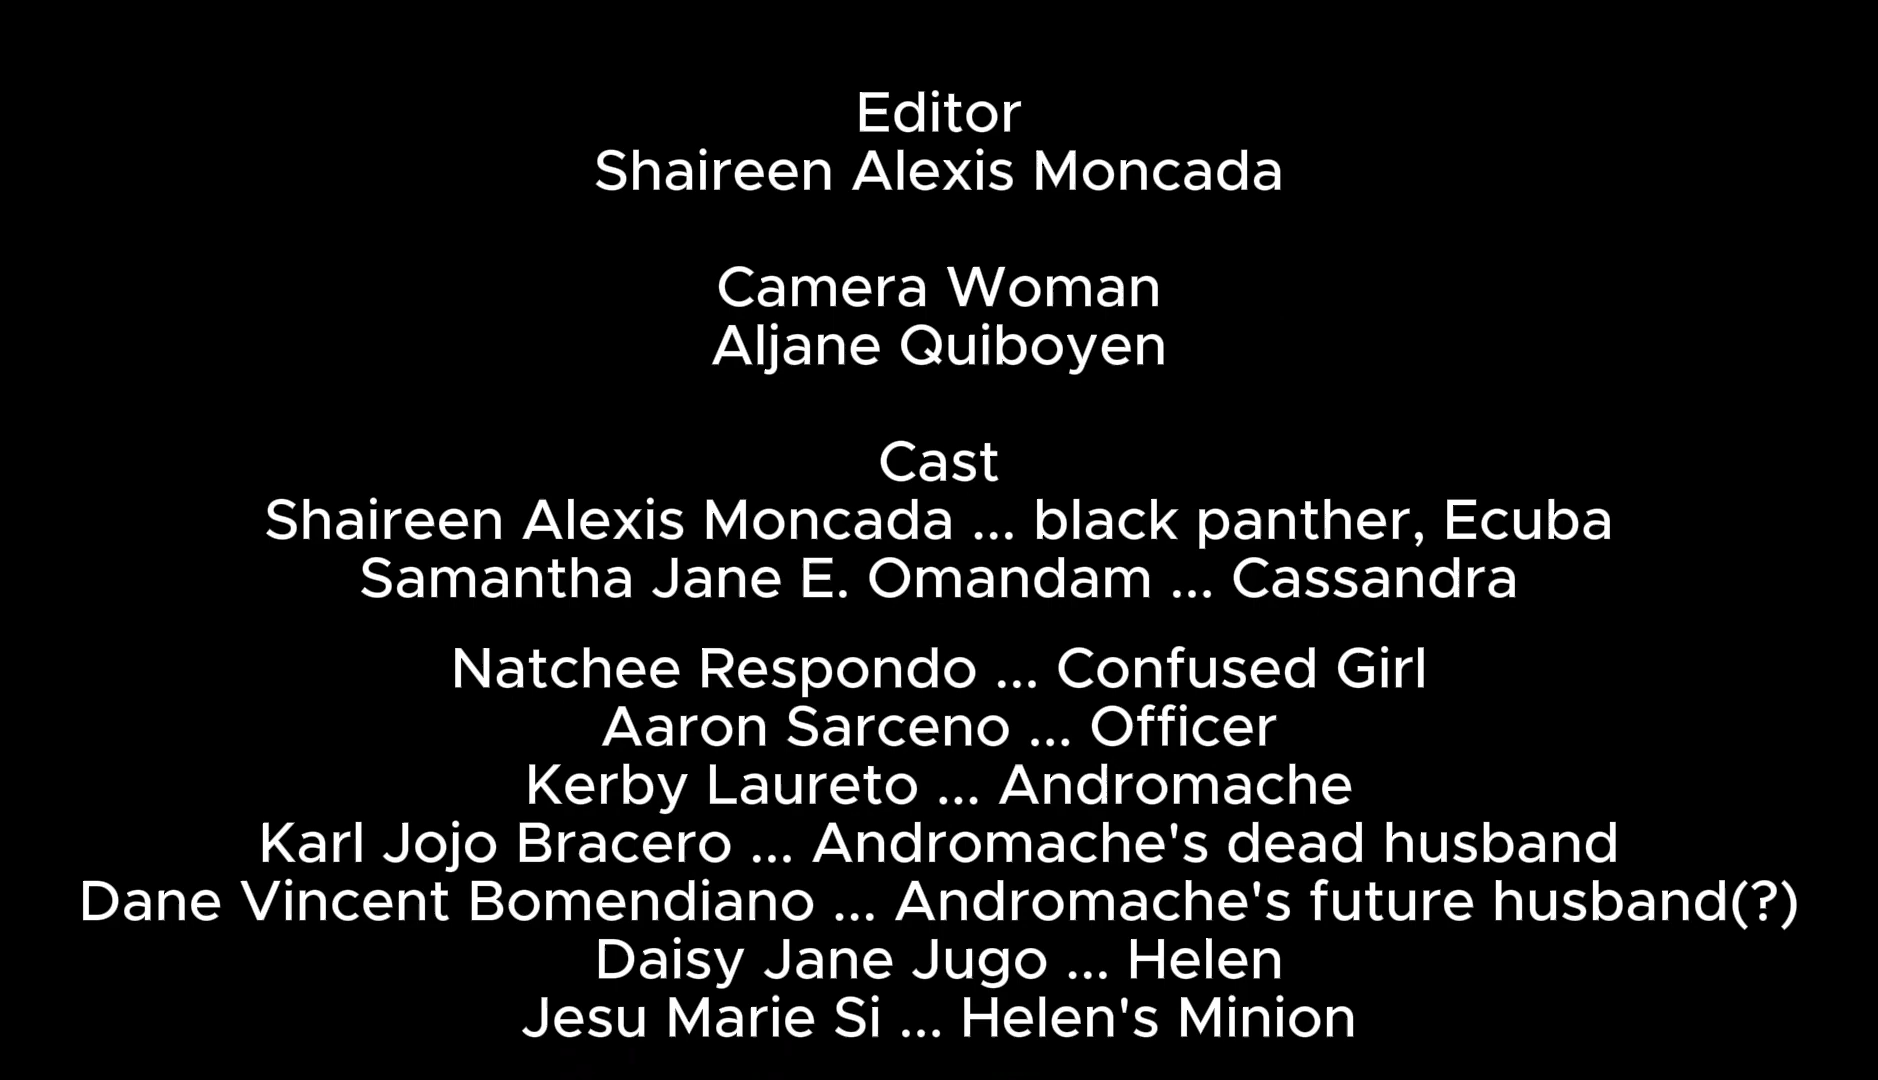 Editor
Shaireen Alexis Moncada
Camera Woman
Aljane Quiboyen
Cast
Shaireen Alexis Moncada ... black panther, Ecuba
Samantha Jane E. Omandam ... Cassandra
Natchee Respondo ... Confused Girl
Aaron Sarceno ... Officer
Kerby Laureto ... Andromache
Karl Jojo Bracero ... Andromache's dead husband
Dane Vincent Bomendiano ... Andromache's future husband(?)
Daisy Jane Jugo ... Helen
Jesu Marie Si ... Helen's Minion